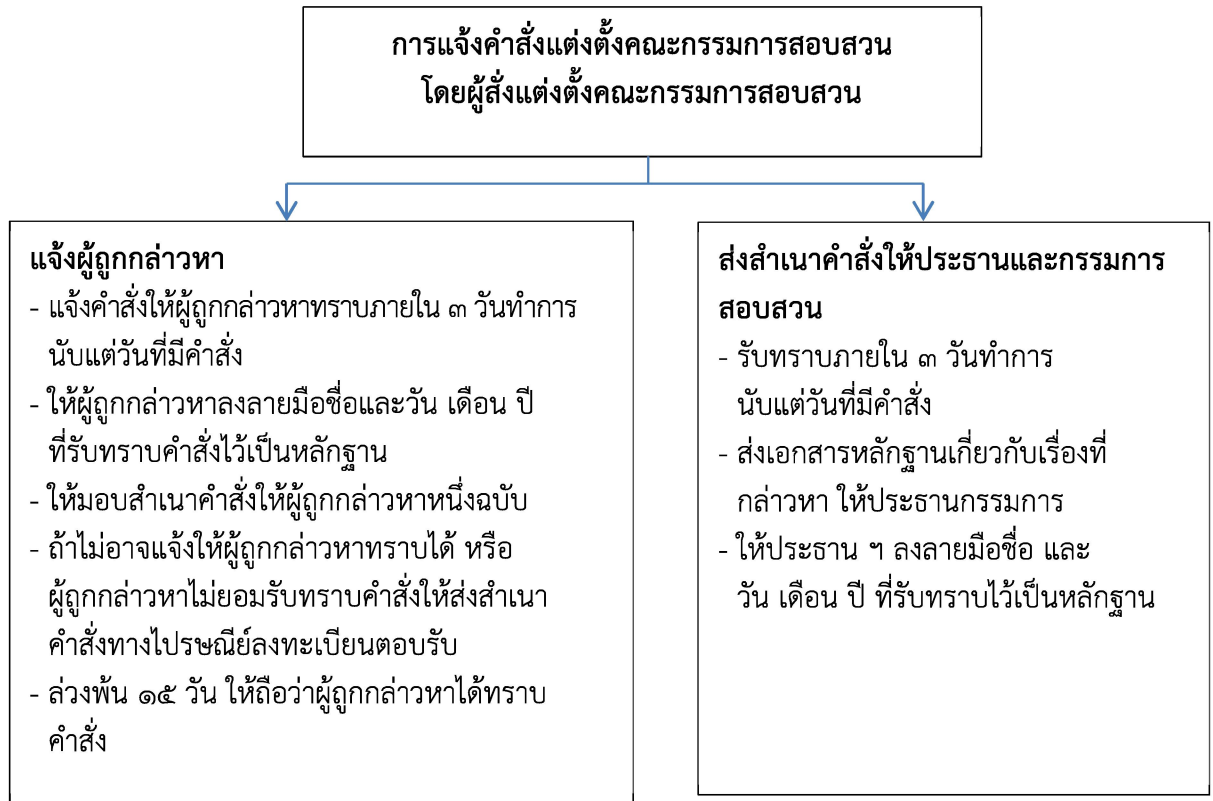 การแจ้งคำสั่งแต่งตั้งคณะกรรมการสอบสวน
โดยผู้สั่งแต่งตั้งคณะกรรมการสอบสวน
แจ้งผู้ถูกกล่าวหา
- แจ้งคำสั่งให้ผู้ถูกกล่าวหาทราบภายใน ๓ วันทำการ
นับแต่วันที่มีคำสั่ง
- ให้ผู้ถูกกล่าวหาลงลายมือชื่อและวัน เดือน ปี
ที่รับทราบคำสั่งไว้เป็นหลักฐาน
- ให้มอบสำเนาคำสั่งให้ผู้ถูกกล่าวหาหนึ่งฉบับ
- ถ้าไม่อาจแจ้งให้ผู้ถูกกล่าวหาทราบได้ หรือ
ผู้ถูกกล่าวหาไม่ยอมรับทราบคำสั่งให้ส่งสำเนา
คำสั่งทางไปรษณีย์ลงทะเบียนตอบรับ
- ล่วงพ้น ๑๕ วัน ให้ถือว่าผู้ถูกกล่าวหาได้ทราบ
คำสั่ง
ส่งสำเนาคำสั่งให้ประธานและกรรมการ
สอบสวน
- รับทราบภายใน ๓ วันทำการ
นับแต่วันที่มีคำสั่ง
- ส่งเอกสารหลักฐานเกี่ยวกับเรื่องที่
กล่าวหา ให้ประธานกรรมการ
- ให้ประธาน ฯ ลงลายมือชื่อ และ
วัน เดือน ปี ที่รับทราบไว้เป็นหลักฐาน